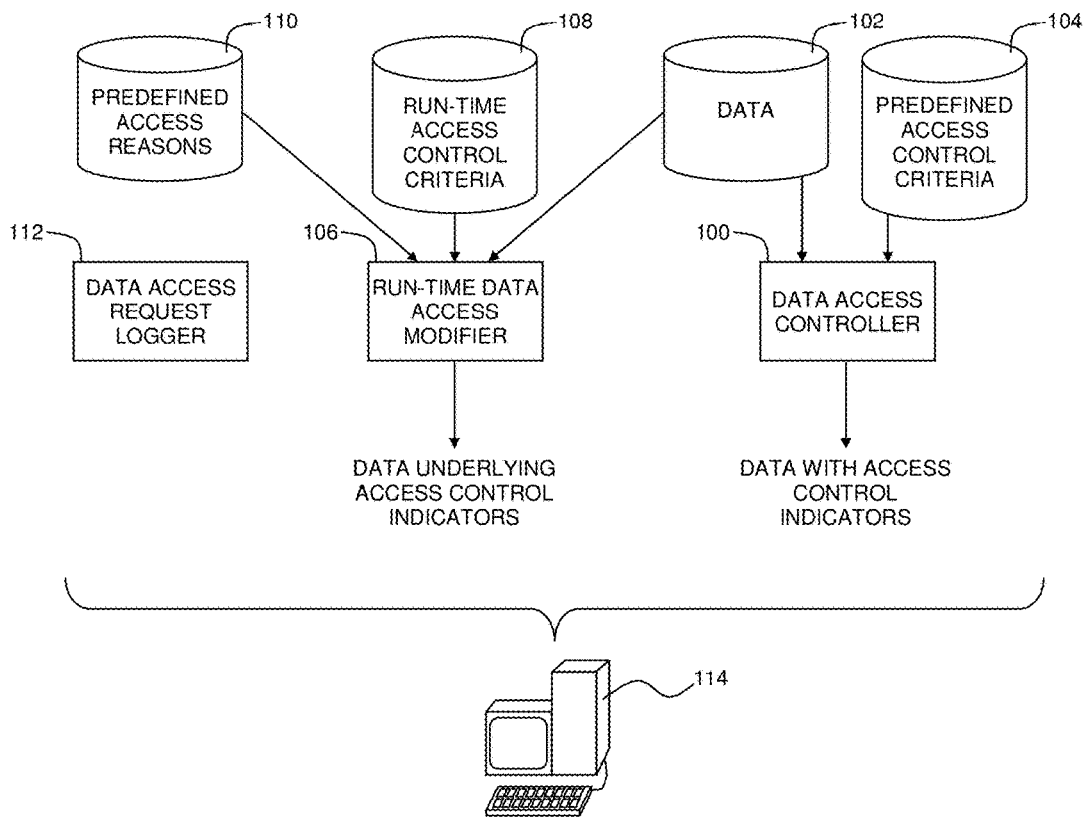 110
108
102
104
PREDEFINED
ACCESS
REASONS
RUN-TIME
ACCESS
CONTROL
CRITERIA
DATA
PREDEFINED
ACCESS
CONTROL
CRITERIA
112
106
100
DATA ACCESS
REQUEST
LOGGER
RUN-TIME DATA
ACCESS
MODIFIER
DATA ACCESS
CONTROLLER
DATA UNDERLYING
ACCESS CONTROL
INDICATORS
DATA WITH ACCESS
CONTROL
INDICATORS
114